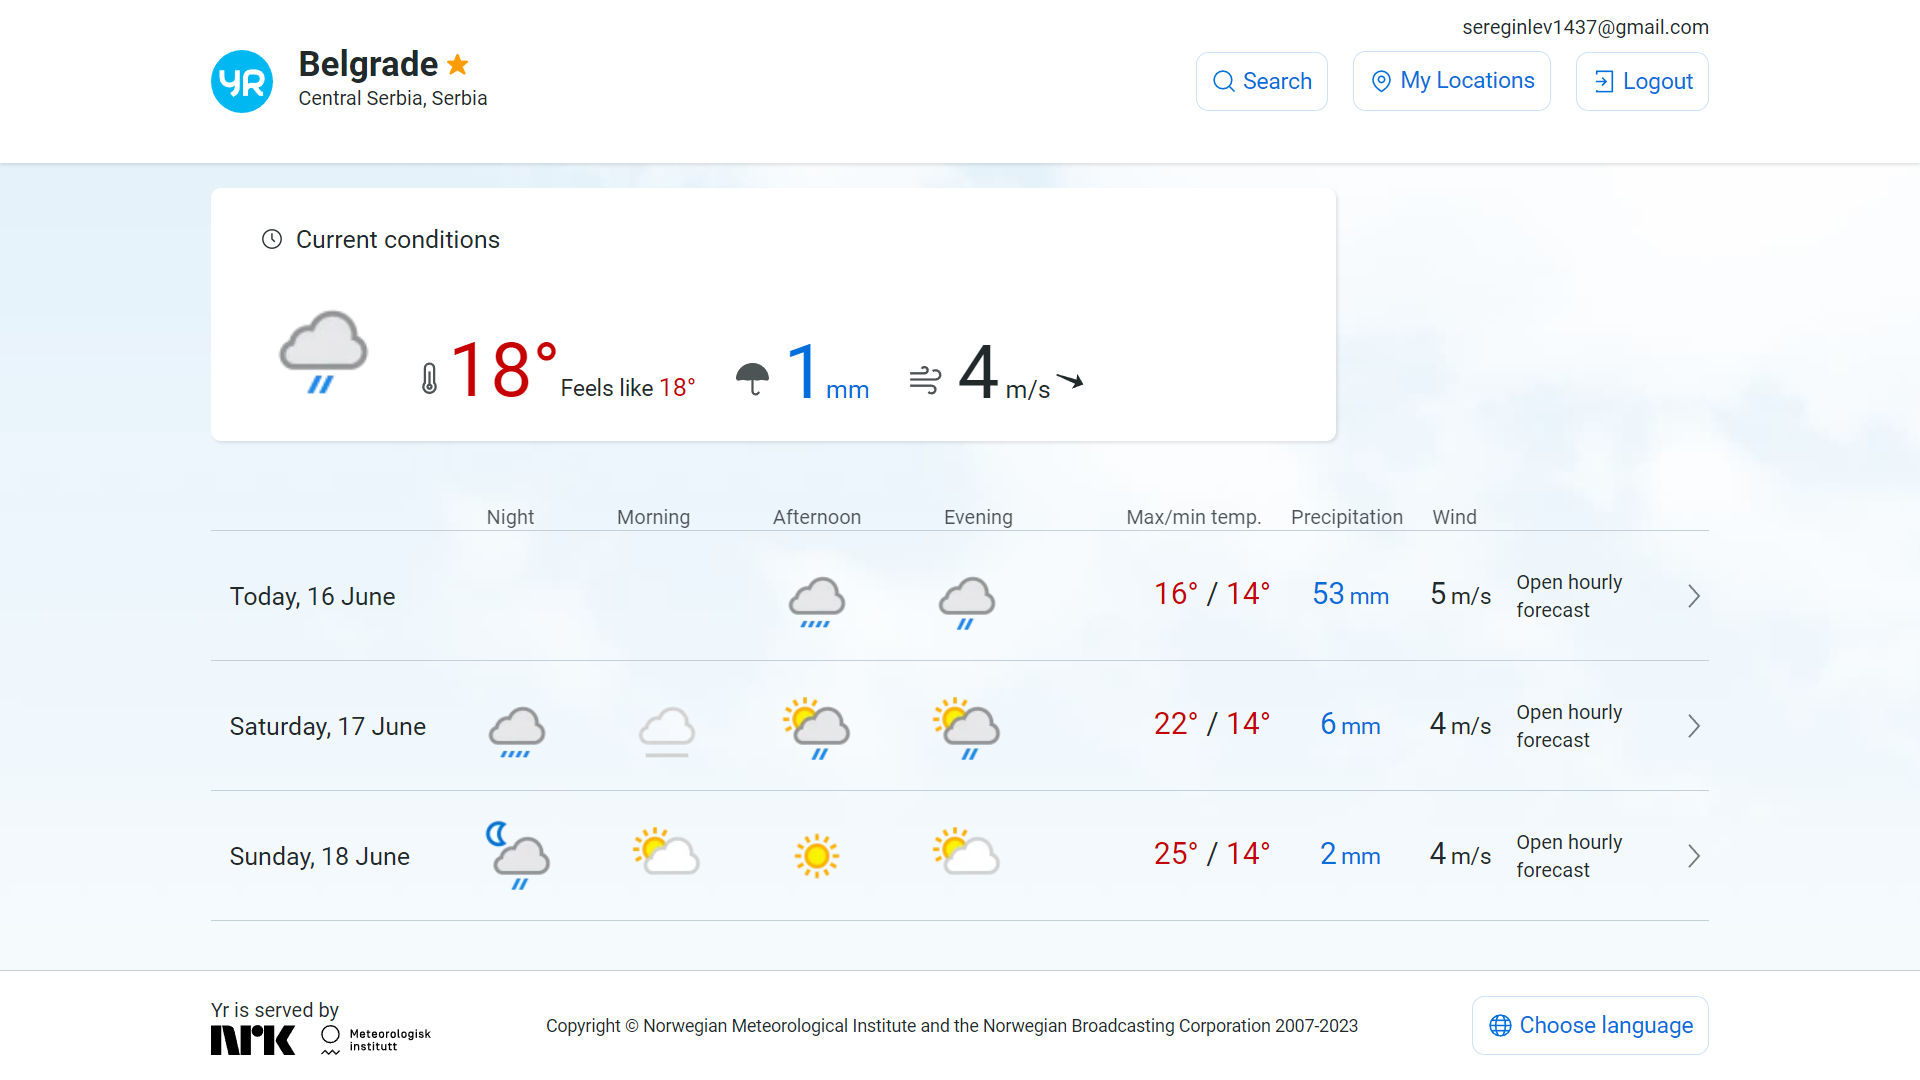 sereginlev1437@gmail.com
YR
Belgrade
Central Serbia, Serbia
Search
My Locations
Logout
Current conditions
18° Feels like 18°
1 mm
4 m/s
Night Morning Afternoon Evening Max/min temp. Precipitation Wind
Today, 16 June 16° / 14° 53 mm 5 m/s Open hourly
forecast
Saturday, 17 June 22° / 14° 6 mm 4 m/s Open hourly
forecast
Sunday, 18 June 25° / 14° 2 mm 4 m/s Open hourly
forecast
Yr is served by
NRK
Meteorologisk
institutt
Copyright © Norwegian Meteorological Institute and the Norwegian Broadcasting Corporation 2007-2023
Choose language